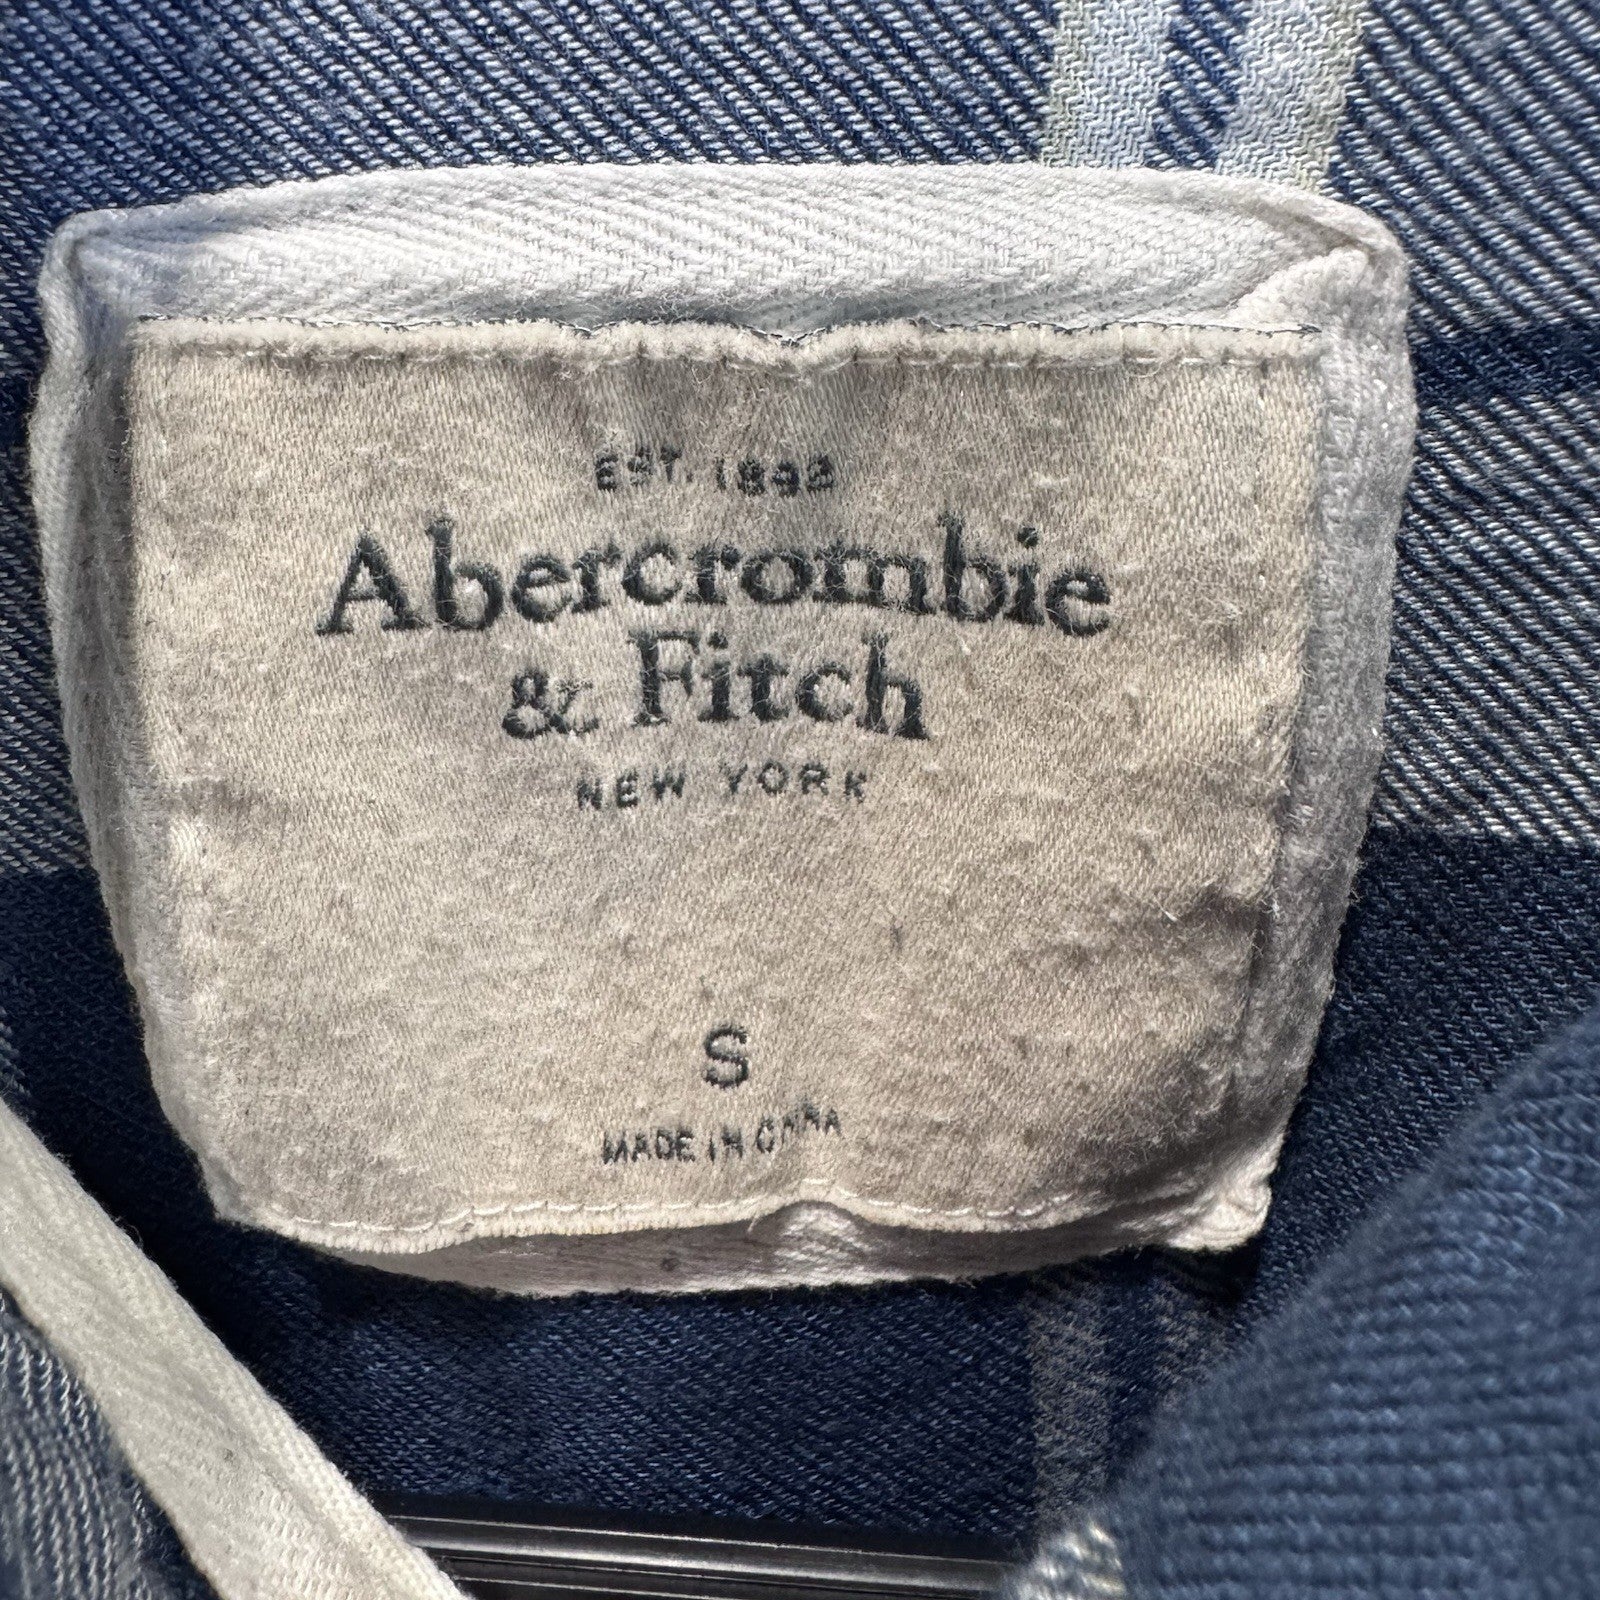 EST. 1892
Abercrombie
& Fitch
NEW YORK
S
MADE IN CHINA